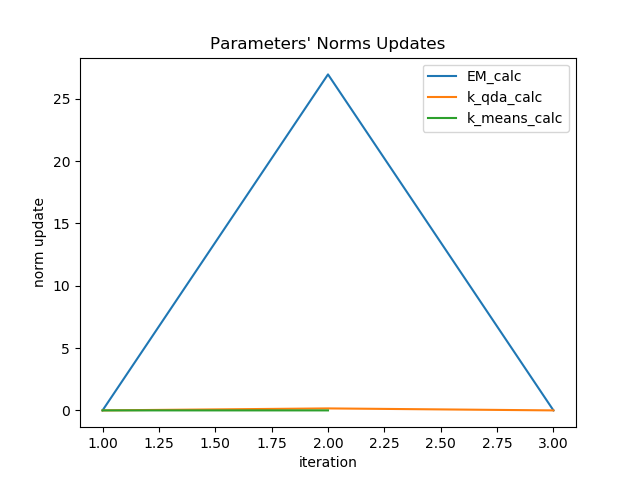 Parameters' Norms Updates
EM_calc
k_qda_calc
k_means_calc
norm update
25
20
15
10
5
0
1.00 1.25 1.50 1.75 2.00 2.25 2.50 2.75 3.00
iteration